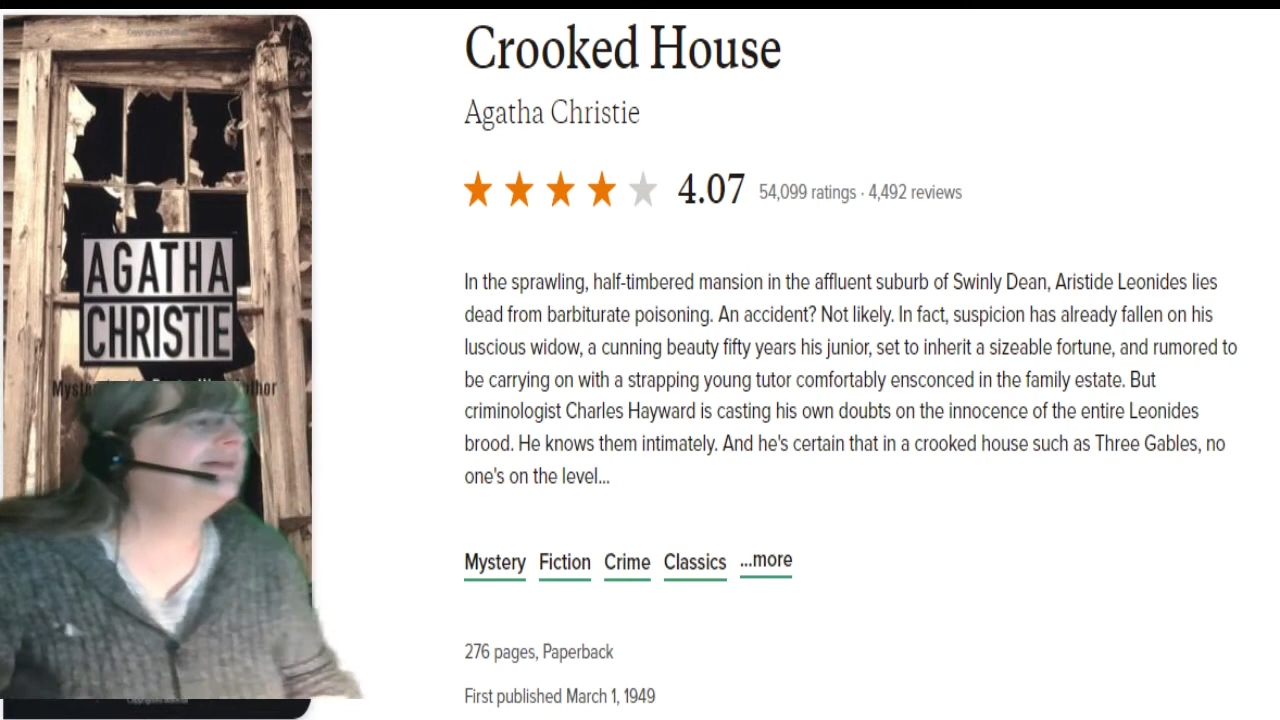 Crooked House
Agatha Christie
4.07 54,099 ratings · 4,492 reviews
In the sprawling, half-timbered mansion in the affluent suburb of Swinly Dean, Aristide Leonides lies
dead from barbiturate poisoning. An accident? Not likely. In fact, suspicion has already fallen on his
luscious widow, a cunning beauty fifty years his junior, set to inherit a sizeable fortune, and rumored to
be carrying on with a strapping young tutor comfortably ensconced in the family estate. But
criminologist Charles Hayward is casting his own doubts on the innocence of the entire Leonides
brood. He knows them intimately. And he's certain that in a crooked house such as Three Gables, no
one's on the level...
Mystery Fiction Crime Classics ...more
276 pages, Paperback
First published March 1, 1949
AGATHA
CHRISTIE